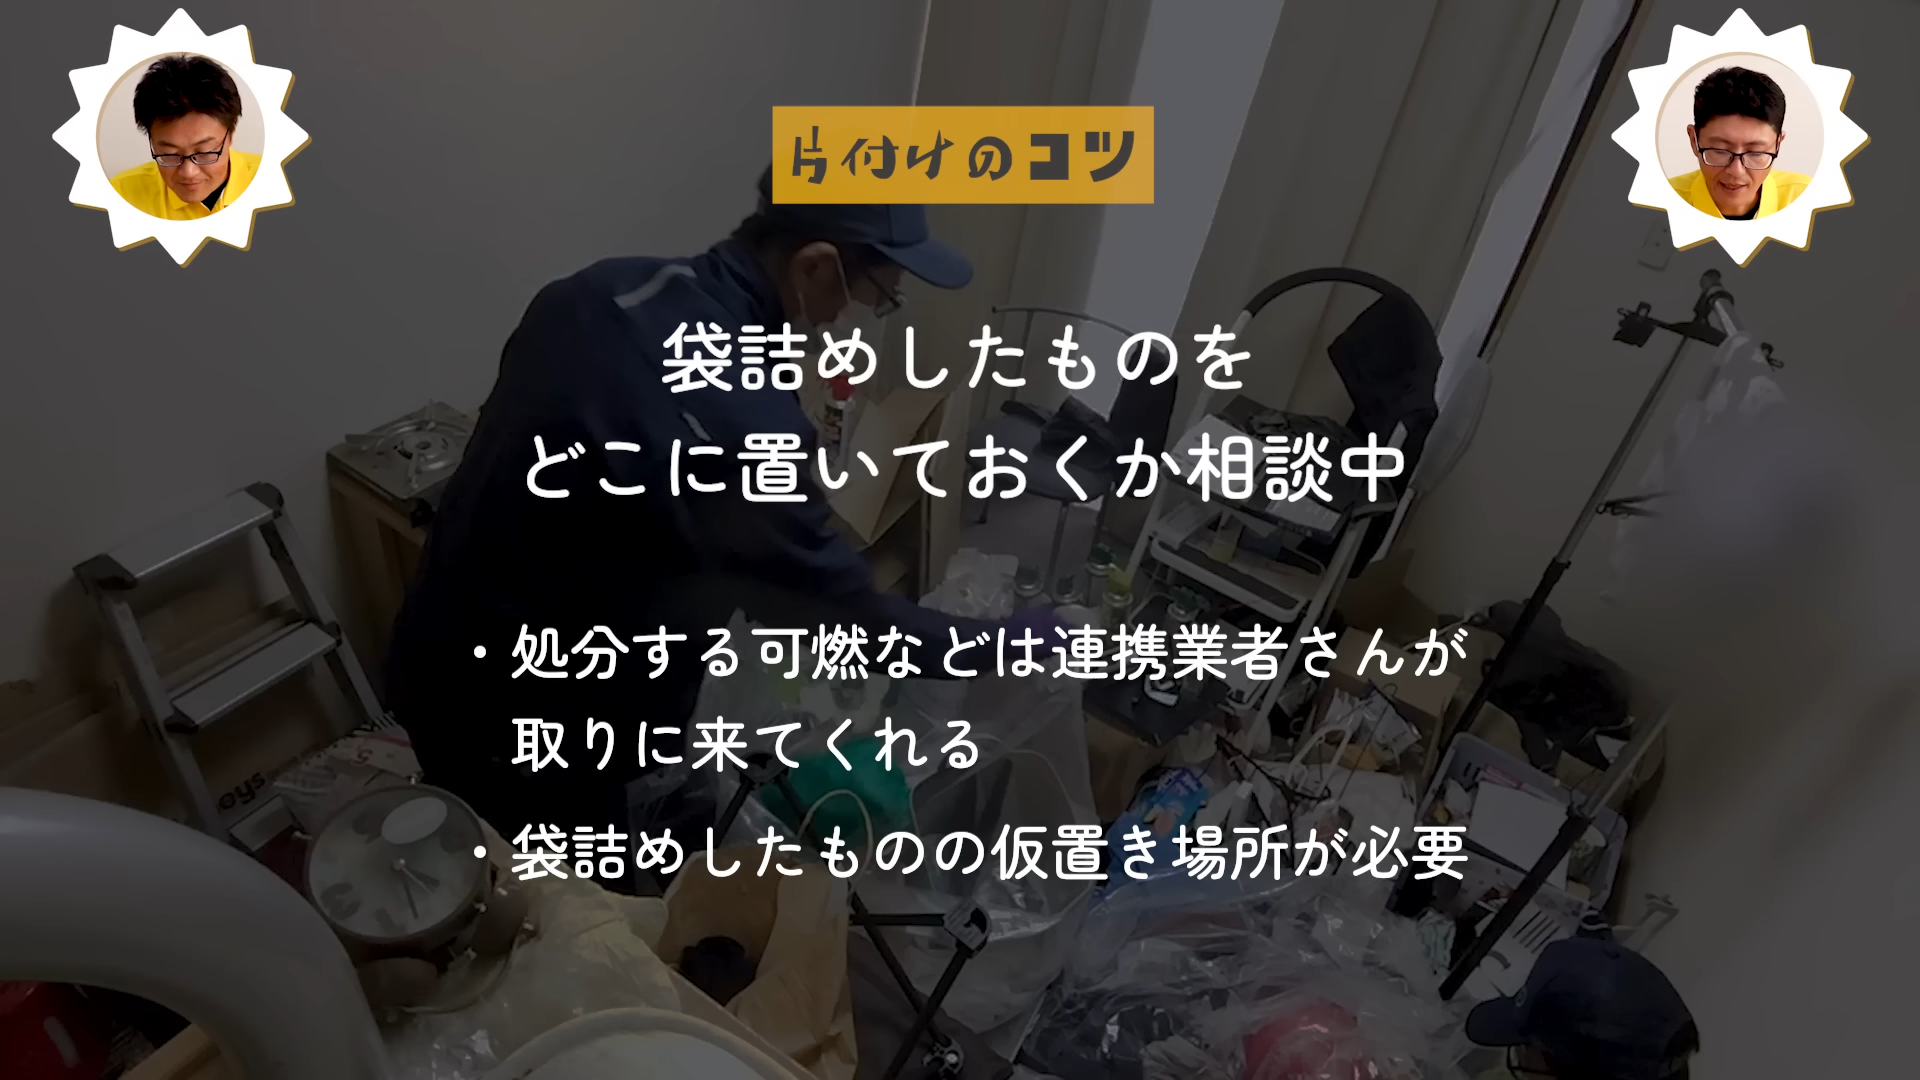 片付けのコツ
袋詰めしたものを
どこに置いておくか相談中
・処分する可燃などは連携業者さんが
取りに来てくれる
・袋詰めしたものの仮置き場所が必要
oys